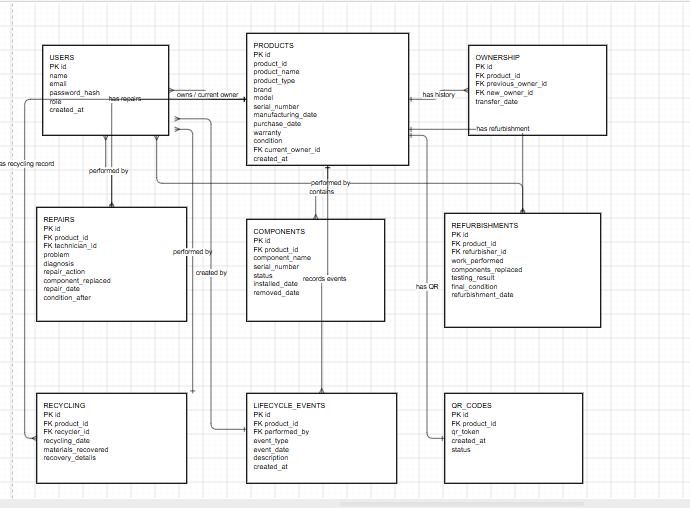 USERS
PK id
name
email
password_hash
role
created_at
PRODUCTS
PK id
product_id
product_name
product_type
brand
model
serial_number
manufacturing_date
purchase_date
warranty
condition
FK current_owner_id
created_at
OWNERSHIP
PK id
FK product_id
FK previous_owner_id
FK new_owner_id
transfer_date
owns / current owner
has history
has repairs
has refurbishment
as recycling record
performed by
performed by
contains
REPAIRS
PK id
FK product_id
FK technician_id
problem
diagnosis
repair_action
component_replaced
repair_date
condition_after
COMPONENTS
PK id
FK product_id
component_name
serial_number
status
installed_date
removed_date
REFURBISHMENTS
PK id
FK product_id
FK refurbisher_id
work_performed
components_replaced
testing_result
final_condition
refurbishment_date
performed by
created by
records events
has QR
RECYCLING
PK id
FK product_id
FK recycler_id
recycling_date
materials_recovered
recovery_details
LIFECYCLE_EVENTS
PK id
FK product_id
FK performed_by
event_type
event_date
description
created_at
QR_CODES
PK id
FK product_id
qr_token
created_at
status